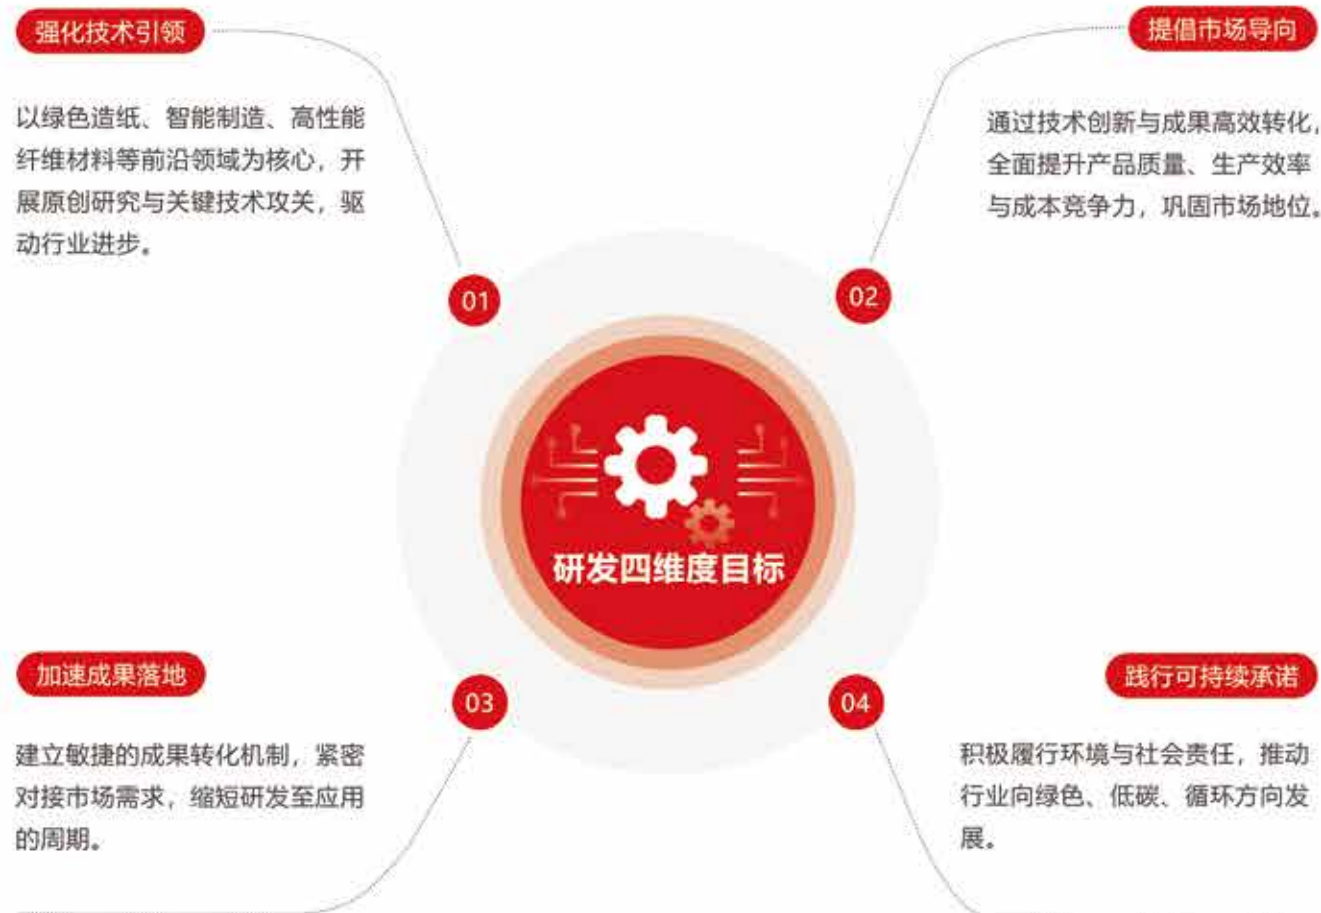 强化技术引领
以绿色造纸、智能制造、高性能
纤维材料等前沿领域为核心，开
展原创研究与关键技术攻关，驱
动行业进步。
01
提倡市场导向
通过技术创新与成果高效转化，
全面提升产品质量、生产效率
与成本竞争力，巩固市场地位。
02
研发四维度目标
加速成果落地
03
建立敏捷的成果转化机制，紧密
对接市场需求，缩短研发至应用
的周期。
践行可持续承诺
04
积极履行环境与社会责任，推动
行业向绿色、低碳、循环方向发
展。